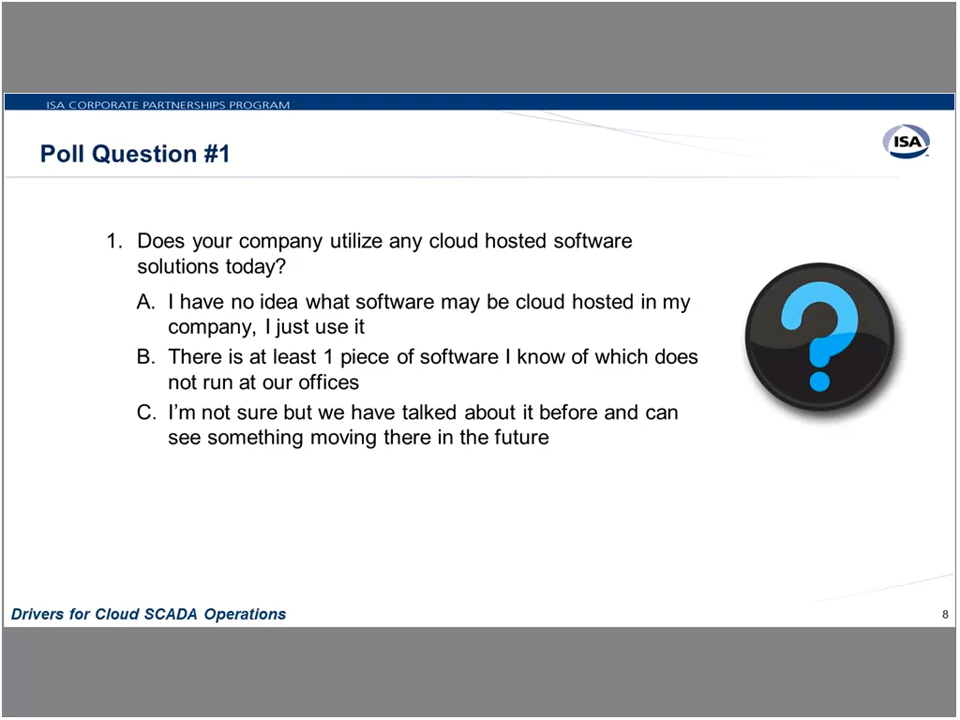 ISA CORPORATE PARTNERSHIPS PROGRAM
Poll Question #1
ISA
1. Does your company utilize any cloud hosted software
solutions today?
A. I have no idea what software may be cloud hosted in my
company, I just use it
B. There is at least 1 piece of software I know of which does
not run at our offices
C. I’m not sure but we have talked about it before and can
see something moving there in the future
?
Drivers for Cloud SCADA Operations
8